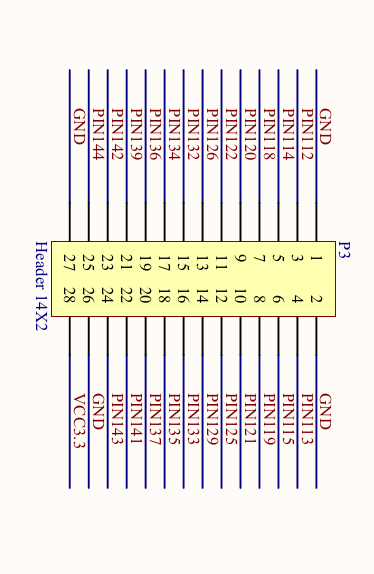 P3
GND 1 2 GND
PIN112 3 4 PIN113
PIN114 5 6 PIN115
PIN118 7 8 PIN119
PIN120 9 10 PIN121
PIN122 11 12 PIN125
PIN126 13 14 PIN129
PIN132 15 16 PIN133
PIN134 17 18 PIN135
PIN136 19 20 PIN137
PIN139 21 22 PIN141
PIN142 23 24 PIN143
PIN144 25 26 GND
GND 27 28 VCC3.3
Header 14X2